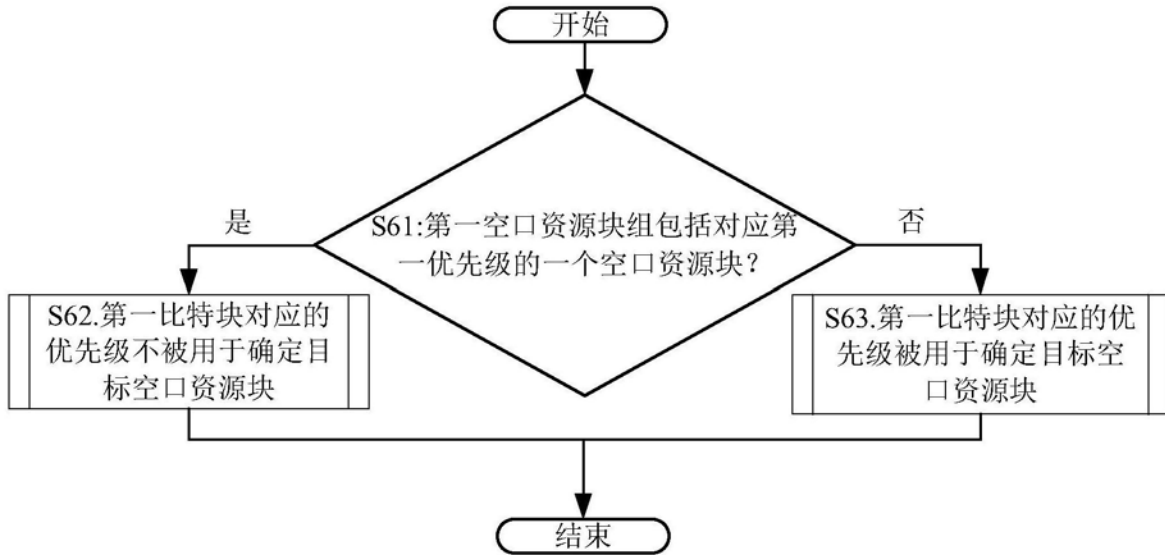 开始
S61:第一空口资源块组包括对应第
一优先级的一个空口资源块?
是
否
S62.第一比特块对应的
优先级不被用于确定目
标空口资源块
S63.第一比特块对应的优
先级被用于确定目标空
口资源块
结束